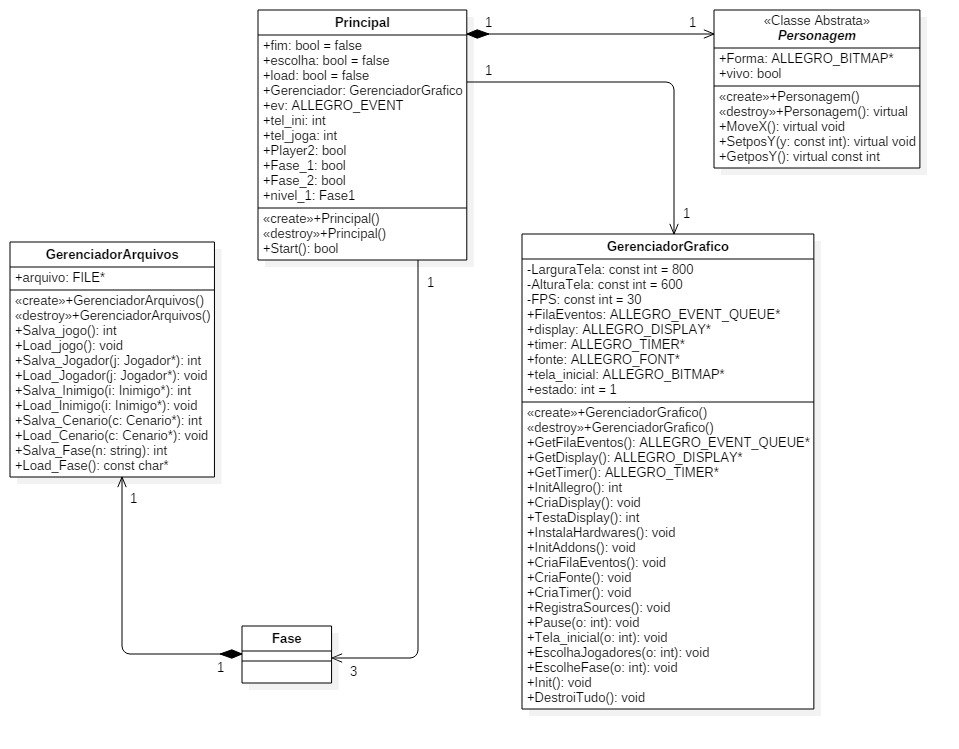 Principal
+fim: bool = false
+escolha: bool = false
+load: bool = false
+Gerenciador: GerenciadorGrafico
+ev: ALLEGRO_EVENT
+tel_ini: int
+tel_joga: int
+Player2: bool
+Fase_1: bool
+Fase_2: bool
+nivel_1: Fase1
«create»+Principal()
«destroy»+Principal()
+Start(): bool
1
1
«Classe Abstrata»
Personagem
+Forma: ALLEGRO_BITMAP*
+vivo: bool
«create»+Personagem()
«destroy»+Personagem(): virtual
+MoveX(): virtual void
+SetposY(y: const int): virtual void
+GetposY(): virtual const int
1
1
GerenciadorArquivos
+arquivo: FILE*
«create»+GerenciadorArquivos()
«destroy»+GerenciadorArquivos()
+Salva_jogo(): int
+Load_jogo(): void
+Salva_Jogador(j: Jogador*): int
+Load_Jogador(j: Jogador*): void
+Salva_Inimigo(i: Inimigo*): int
+Load_Inimigo(i: Inimigo*): void
+Salva_Cenario(c: Cenario*): int
+Load_Cenario(c: Cenario*): void
+Salva_Fase(n: string): int
+Load_Fase(): const char*
1
GerenciadorGrafico
-LarguraTela: const int = 800
-AlturaTela: const int = 600
-FPS: const int = 30
+FilaEventos: ALLEGRO_EVENT_QUEUE*
+display: ALLEGRO_DISPLAY*
+timer: ALLEGRO_TIMER*
+fonte: ALLEGRO_FONT*
+tela_inicial: ALLEGRO_BITMAP*
+estado: int = 1
«create»+GerenciadorGrafico()
«destroy»+GerenciadorGrafico()
+GetFilaEventos(): ALLEGRO_EVENT_QUEUE*
+GetDisplay(): ALLEGRO_DISPLAY*
+GetTimer(): ALLEGRO_TIMER*
+InitAllegro(): int
+CriaDisplay(): void
+TestaDisplay(): int
+InstalaHardwares(): void
+InitAddons(): void
+CriaFilaEventos(): void
+CriaFonte(): void
+CriaTimer(): void
+RegistraSources(): void
+Pause(o: int): void
+Tela_inicial(o: int): void
+EscolhaJogadores(o: int): void
+EscolheFase(o: int): void
+Init(): void
+DestroiTudo(): void
1
Fase
1
3